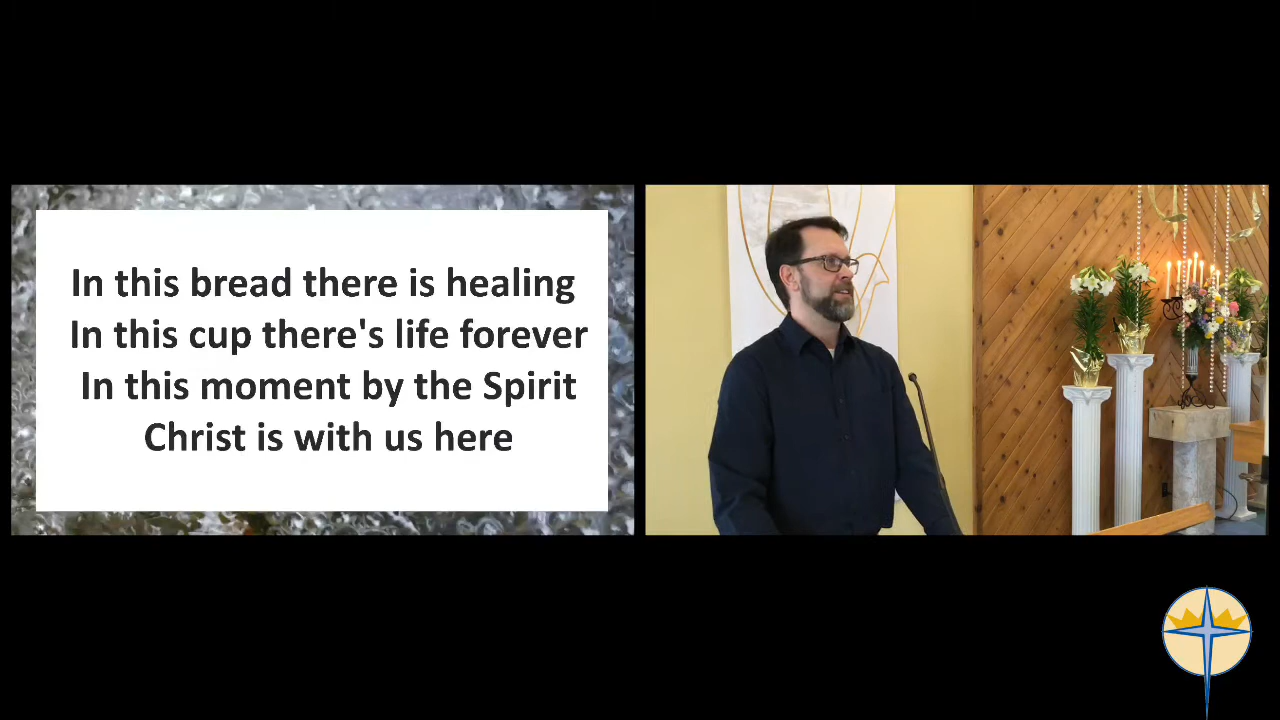 In this bread there is healing
In this cup there's life forever
In this moment by the Spirit
Christ is with us here